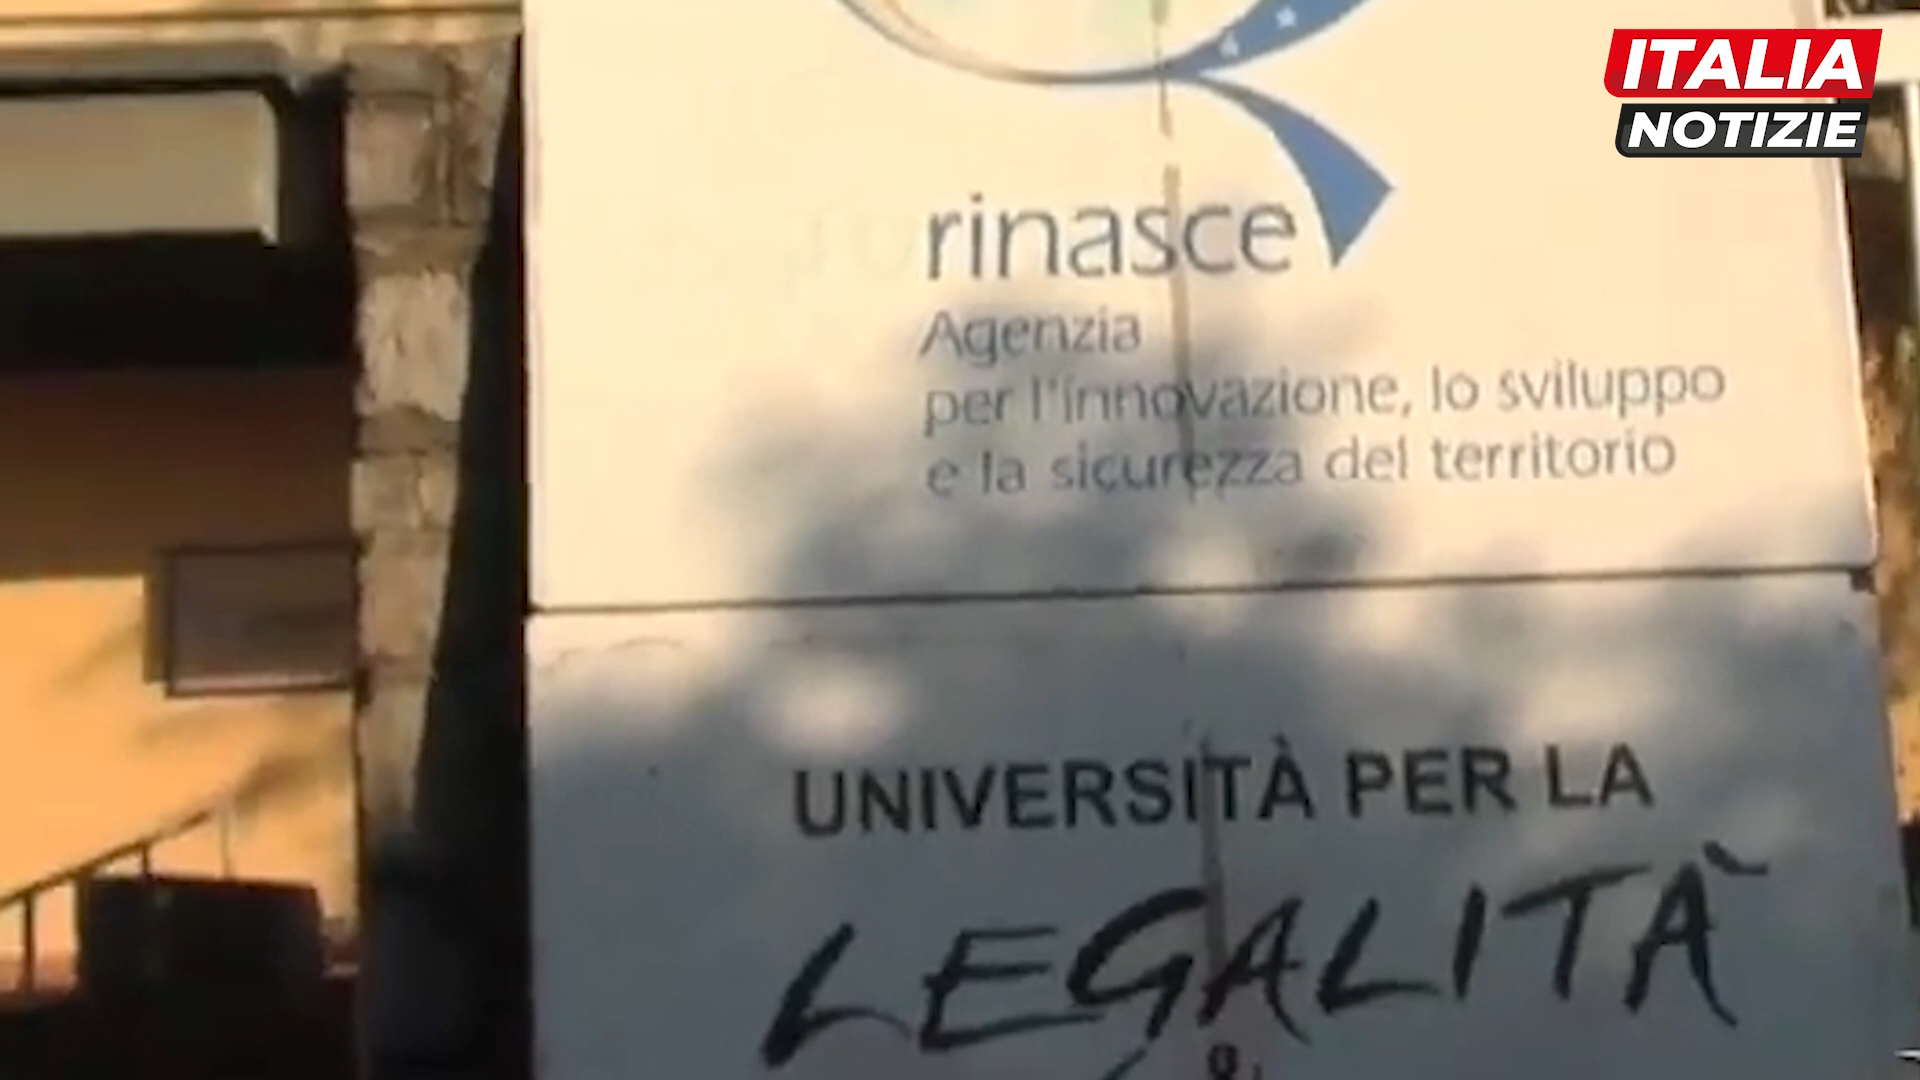 ITALIA
NOTIZIE
rinasce
Agenzia
per l'innovazione, lo sviluppo
e la sicurezza del territorio
UNIVERSITÀ PER LA
LEGALITÀ
&